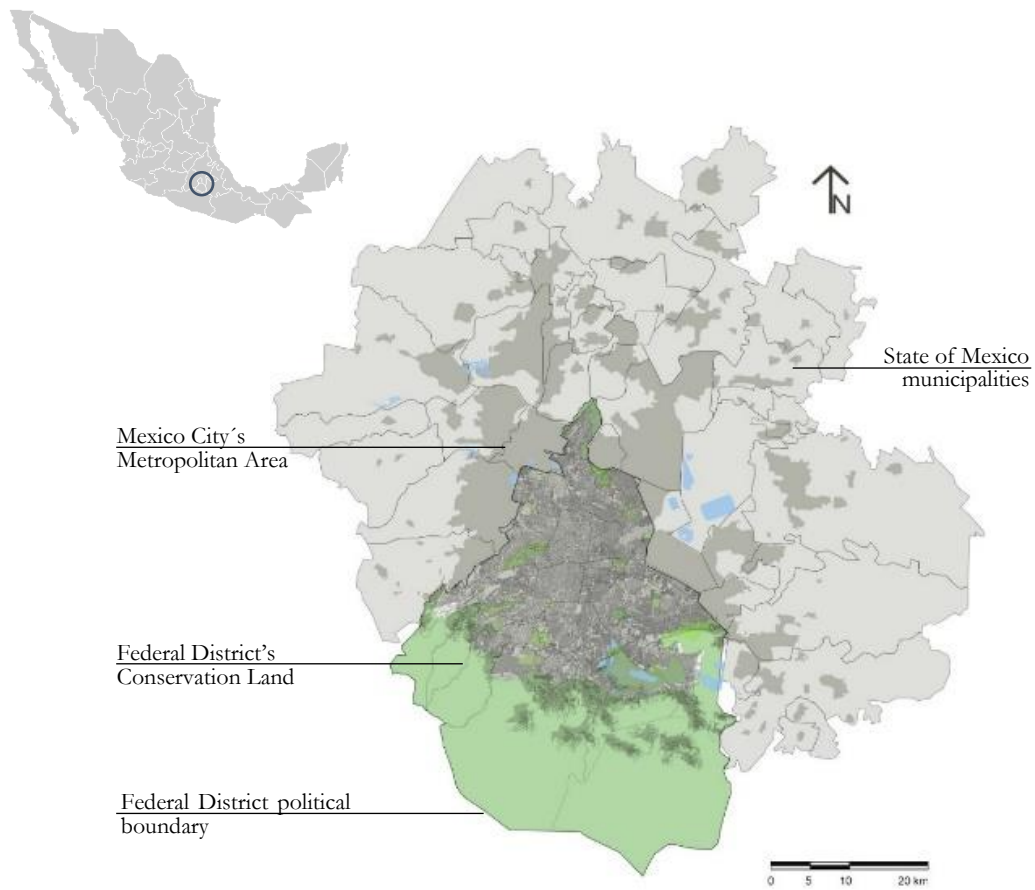 N
State of Mexico
municipalities
Mexico City´s
Metropolitan Area
Federal District's
Conservation Land
Federal District political
boundary
0 5 10 20 km